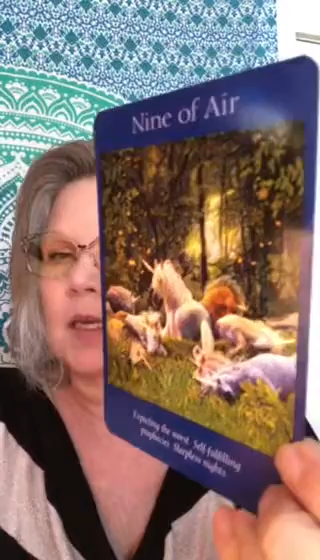 Nine of Air
Expecting the worst. Self-fulfilling
prophecies. Sleepless nights.